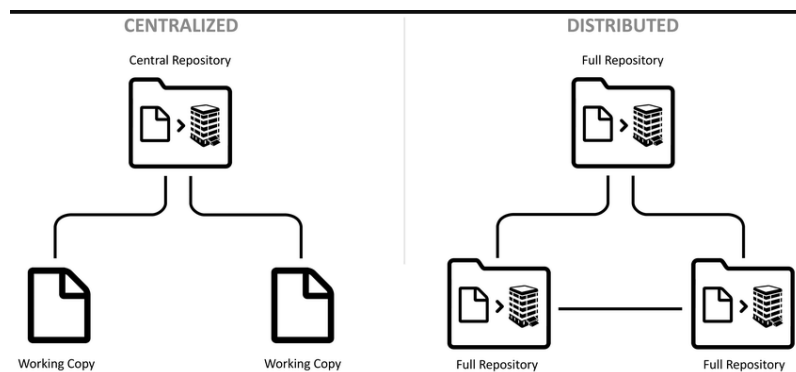 CENTRALIZED
Central Repository
Working Copy
Working Copy
DISTRIBUTED
Full Repository
Full Repository
Full Repository